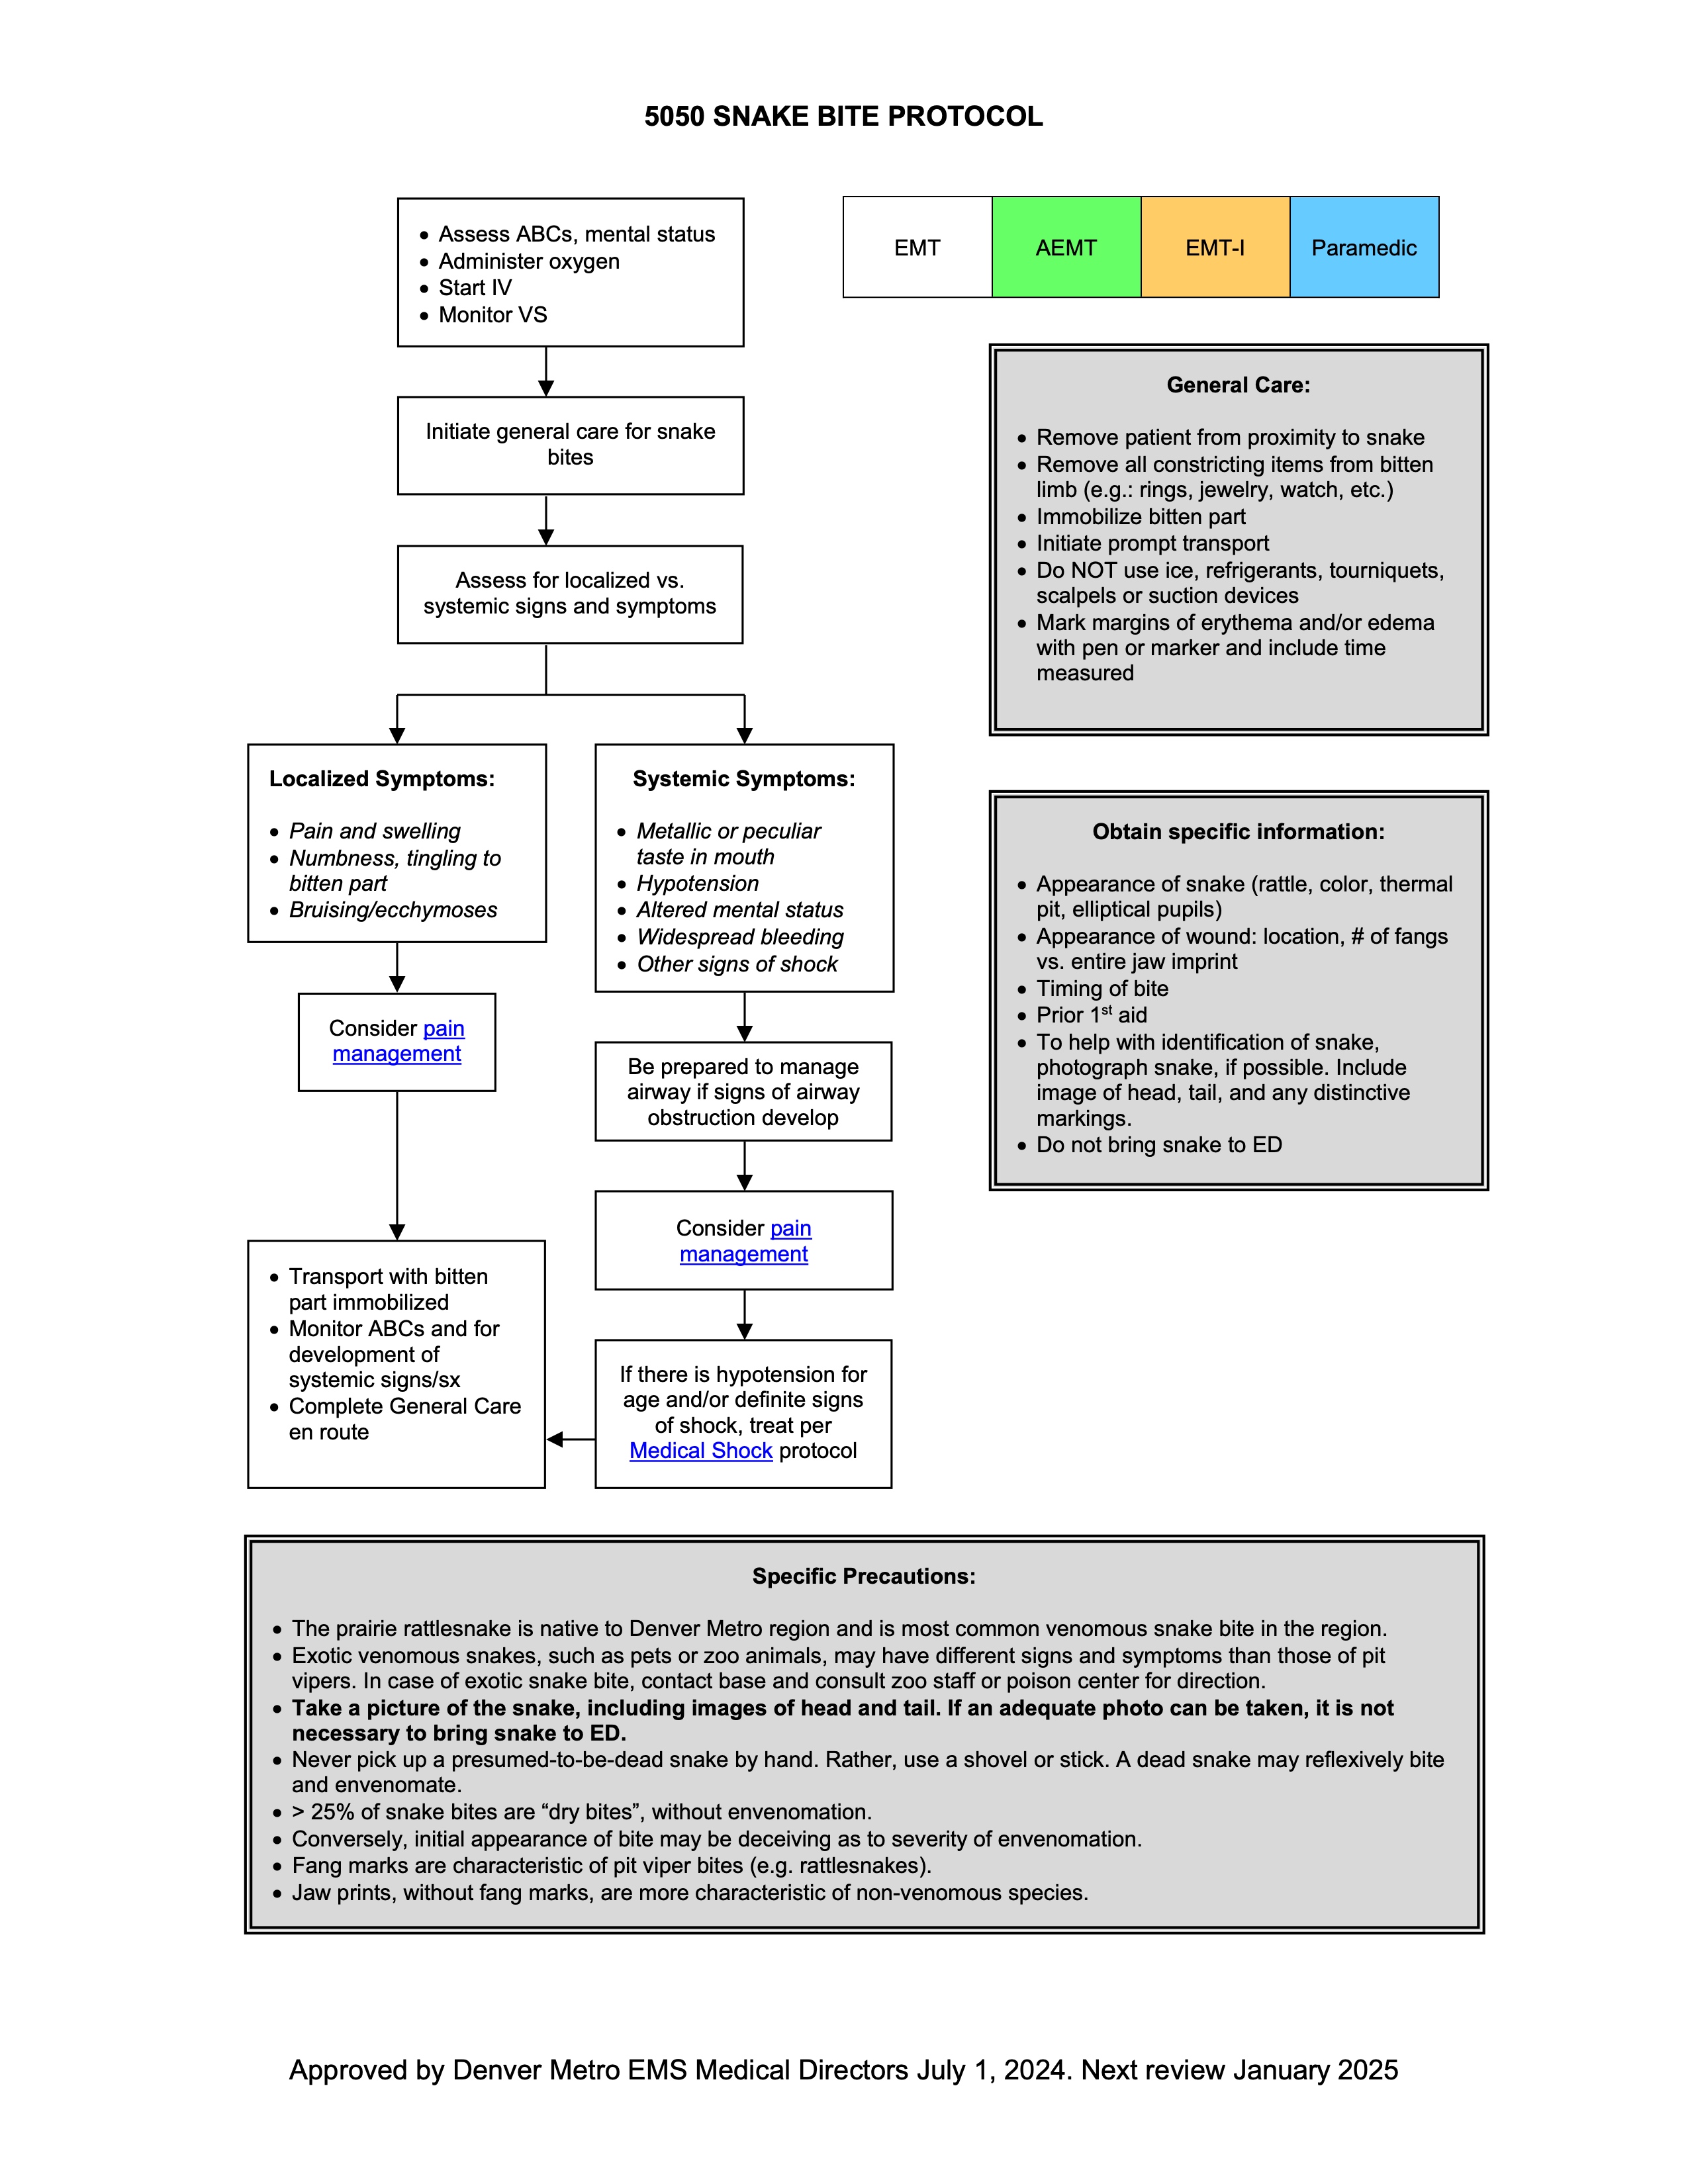 5050 SNAKE BITE PROTOCOL
• Assess ABCs, mental status
• Administer oxygen
• Start IV
• Monitor VS
EMT
AEMT
EMT-I
Paramedic
Initiate general care for snake
bites
Assess for localized vs.
systemic signs and symptoms
Localized Symptoms:
• Pain and swelling
• Numbness, tingling to
bitten part
• Bruising/ecchymoses
Consider pain
management
Systemic Symptoms:
• Metallic or peculiar
taste in mouth
• Hypotension
• Altered mental status
• Widespread bleeding
• Other signs of shock
Be prepared to manage
airway if signs of airway
obstruction develop
Consider pain
management
If there is hypotension for
age and/or definite signs
of shock, treat per
Medical Shock protocol
• Transport with bitten
part immobilized
• Monitor ABCs and for
development of
systemic signs/sx
• Complete General Care
en route
General Care:
• Remove patient from proximity to snake
• Remove all constricting items from bitten
limb (e.g.: rings, jewelry, watch, etc.)
• Immobilize bitten part
• Initiate prompt transport
• Do NOT use ice, refrigerants, tourniquets,
scalpels or suction devices
• Mark margins of erythema and/or edema
with pen or marker and include time
measured
Obtain specific information:
• Appearance of snake (rattle, color, thermal
pit, elliptical pupils)
• Appearance of wound: location, # of fangs
vs. entire jaw imprint
• Timing of bite
• Prior 1st aid
• To help with identification of snake,
photograph snake, if possible. Include
image of head, tail, and any distinctive
markings.
• Do not bring snake to ED
Specific Precautions:
• The prairie rattlesnake is native to Denver Metro region and is most common venomous snake bite in the region.
• Exotic venomous snakes, such as pets or zoo animals, may have different signs and symptoms than those of pit
vipers. In case of exotic snake bite, contact base and consult zoo staff or poison center for direction.
• Take a picture of the snake, including images of head and tail. If an adequate photo can be taken, it is not
necessary to bring snake to ED.
• Never pick up a presumed-to-be-dead snake by hand. Rather, use a shovel or stick. A dead snake may reflexively bite
and envenomate.
• > 25% of snake bites are “dry bites”, without envenomation.
• Conversely, initial appearance of bite may be deceiving as to severity of envenomation.
• Fang marks are characteristic of pit viper bites (e.g. rattlesnakes).
• Jaw prints, without fang marks, are more characteristic of non-venomous species.
Approved by Denver Metro EMS Medical Directors July 1, 2024. Next review January 2025